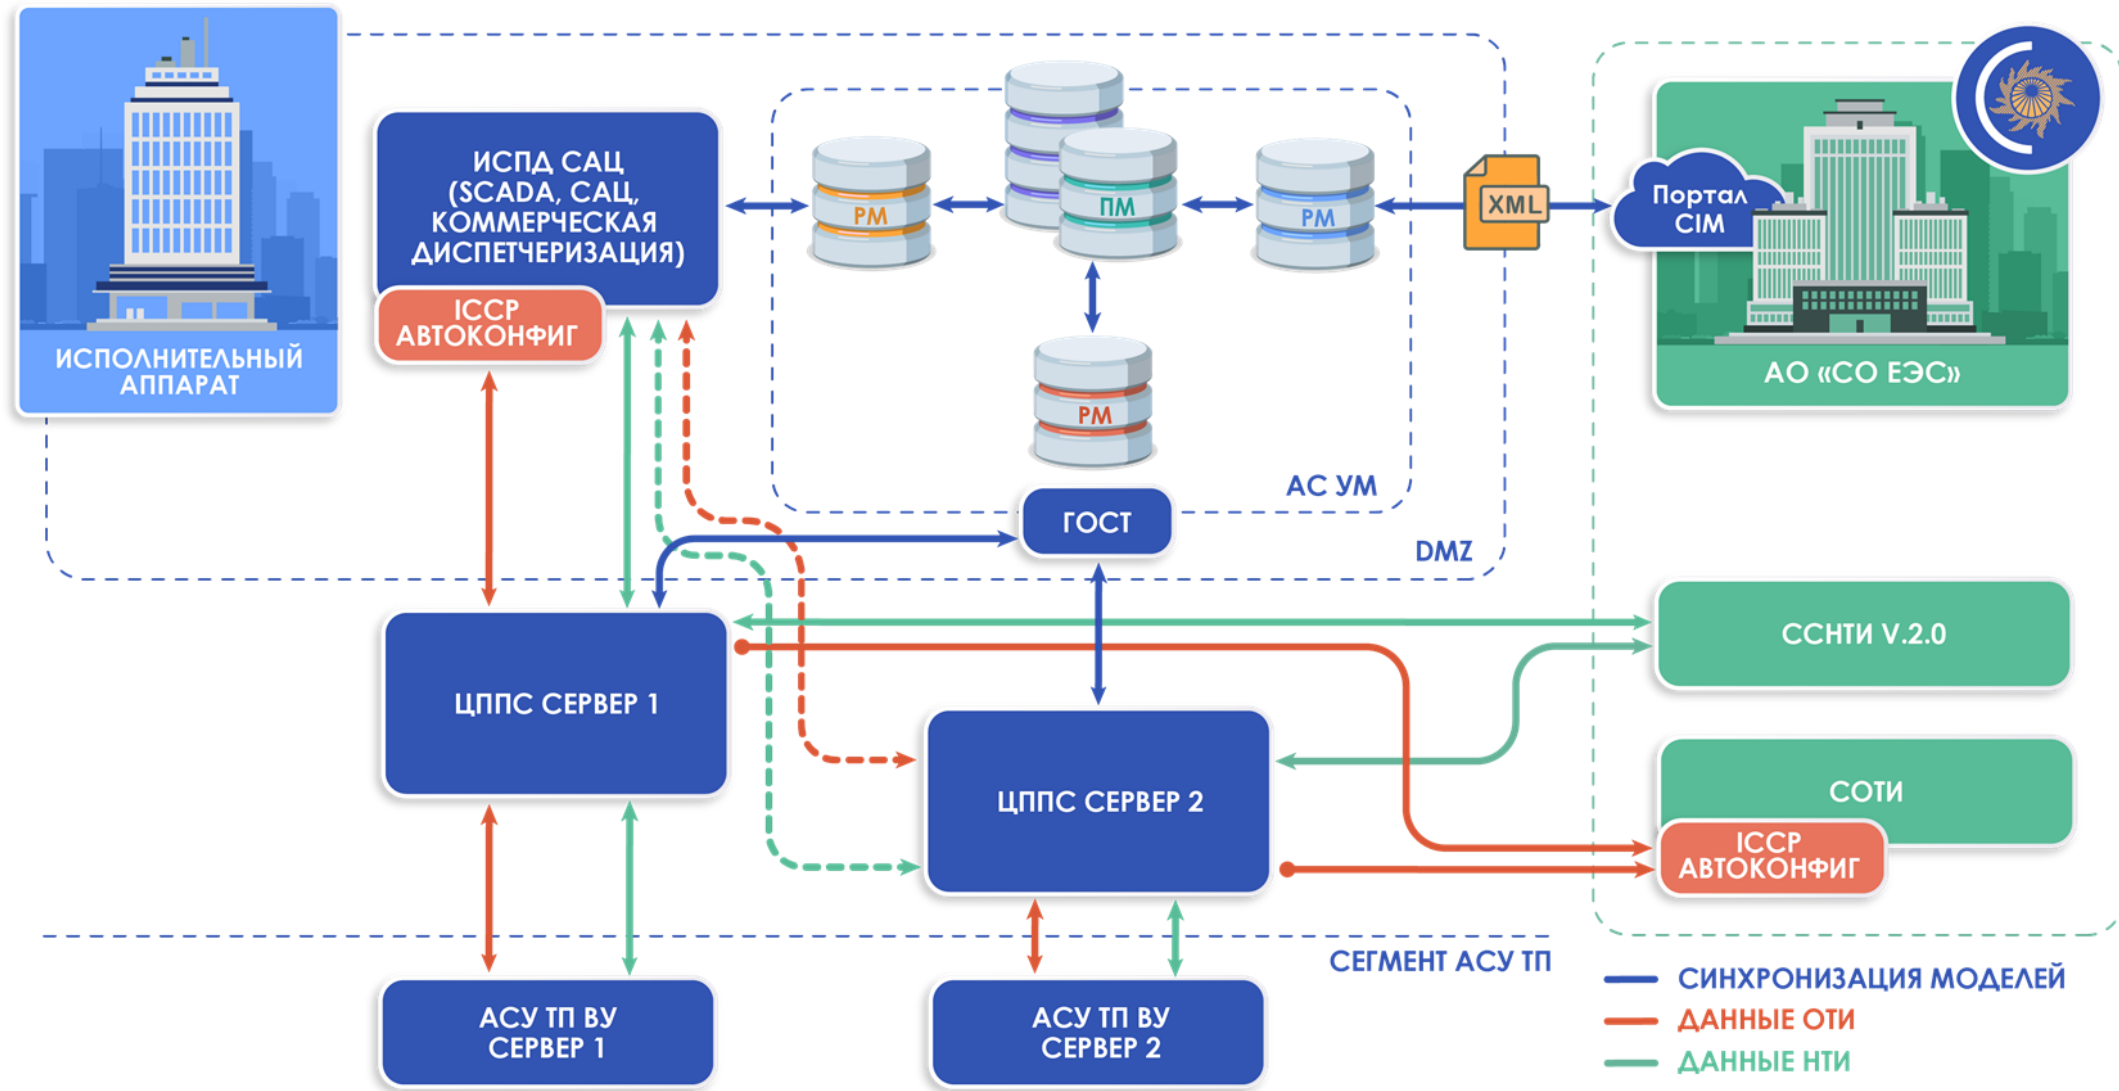 ИСПОЛНИТЕЛЬНЫЙ
АППАРАТ
ИСПД САЦ
(SCADA, САЦ,
КОММЕРЧЕСКАЯ
ДИСПЕТЧЕРИЗАЦИЯ)
ICCP
АВТОКОНФИГ
РМ
ПМ
РМ
РМ
XML
Портал
CIM
АО «СО ЕЭС»
АС УМ
ГОСТ
DMZ
ЦППС СЕРВЕР 1
ЦППС СЕРВЕР 2
ССНТИ V.2.0
СОТИ
ICCP
АВТОКОНФИГ
СЕГМЕНТ АСУ ТП
АСУ ТП ВУ
СЕРВЕР 1
АСУ ТП ВУ
СЕРВЕР 2
СИНХРОНИЗАЦИЯ МОДЕЛЕЙ
ДАННЫЕ ОТИ
ДАННЫЕ НТИ